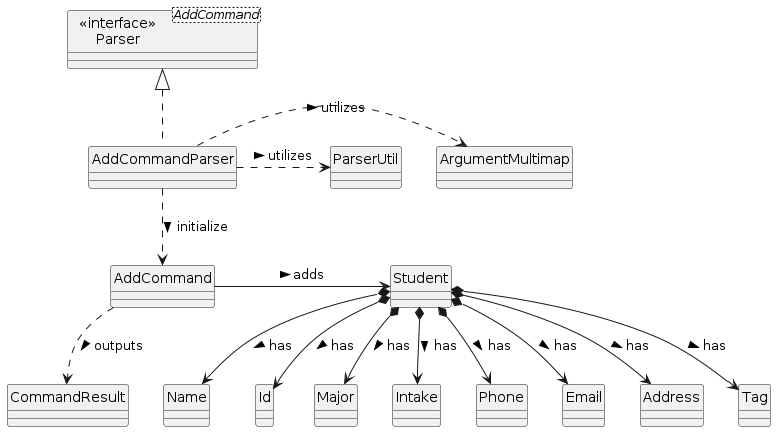 «interface»
Parser
AddCommand
utilizes
AddCommandParser
utilizes
ParserUtil
ArgumentMultimap
initialize
AddCommand
adds
Student
outputs
has
has
has
has
has
has
has
has
CommandResult
Name
Id
Major
Intake
Phone
Email
Address
Tag